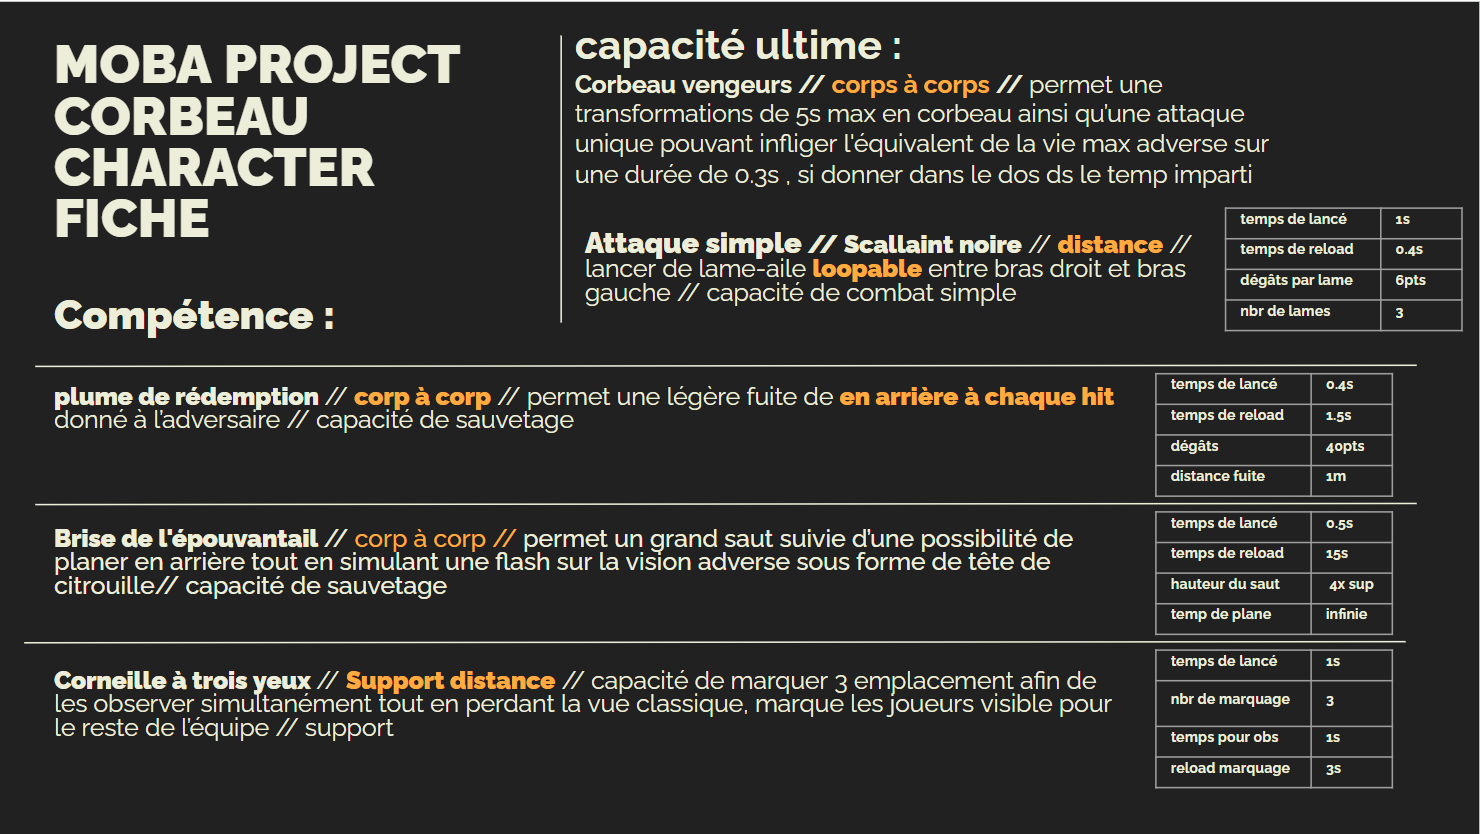 MOBA PROJECT
CORBEAU
CHARACTER
FICHE
capacité ultime :
Corbeau vengeurs // corps à corps // permet une
transformations de 5s max en corbeau ainsi qu'une attaque
unique pouvant infliger l'équivalent de la vie max adverse sur
une durée de 0.3s , si donner dans le dos ds le temp imparti
Attaque simple // Scallaint noire // distance //
lancer de lame-aile loopable entre bras droit et bras
gauche // capacité de combat simple
temps de lancé 1s
temps de reload 0.4s
dégâts par lame 6pts
nbr de lames 3
Compétence :
plume de rédemption // corp à corp // permet une légère fuite de en arrière à chaque hit
donné à l'adversaire // capacité de sauvetage
temps de lancé 0.4s
temps de reload 1.5s
dégâts 40pts
distance fuite 1m
Brise de l'épouvantail // corp à corp // permet un grand saut suivie d'une possibilité de
planer en arrière tout en simulant une flash sur la vision adverse sous forme de tête de
citrouille// capacité de sauvetage
temps de lancé 0.5s
temps de reload 15s
hauteur du saut 4x sup
temp de plane infinie
Corneille à trois yeux // Support distance // capacité de marquer 3 emplacement afin de
les observer simultanément tout en perdant la vue classique, marque les joueurs visible pour
le reste de l'équipe // support
temps de lancé 1s
nbr de marquage 3
temps pour obs 1s
reload marquage 3s